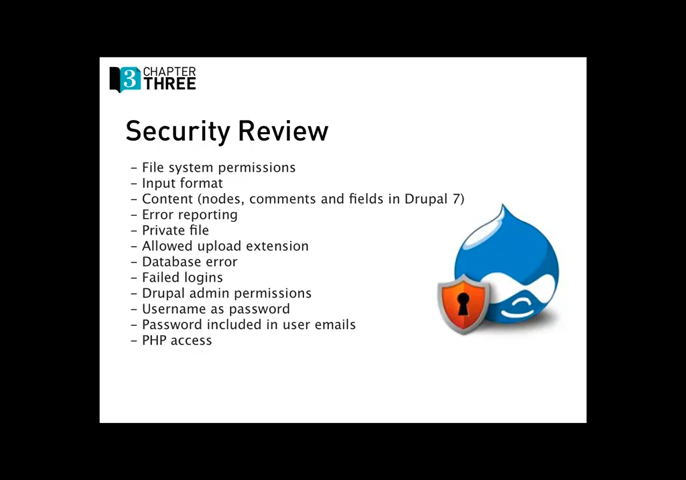 3 CHAPTER
THREE
Security Review
– File system permissions
– Input format
– Content (nodes, comments and fields in Drupal 7)
– Error reporting
– Private file
– Allowed upload extension
– Database error
– Failed logins
– Drupal admin permissions
– Username as password
– Password included in user emails
– PHP access